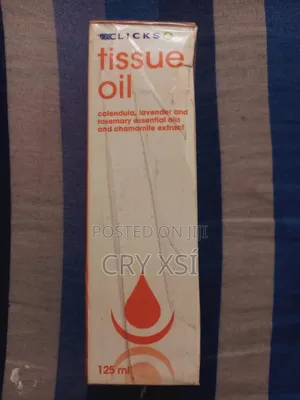 CLICKS
tissue
oil
calendula, lavender and
rosemary essential oils
and chamomile extract
POSTED ON JIJI
CRY XSÍ
125 ml